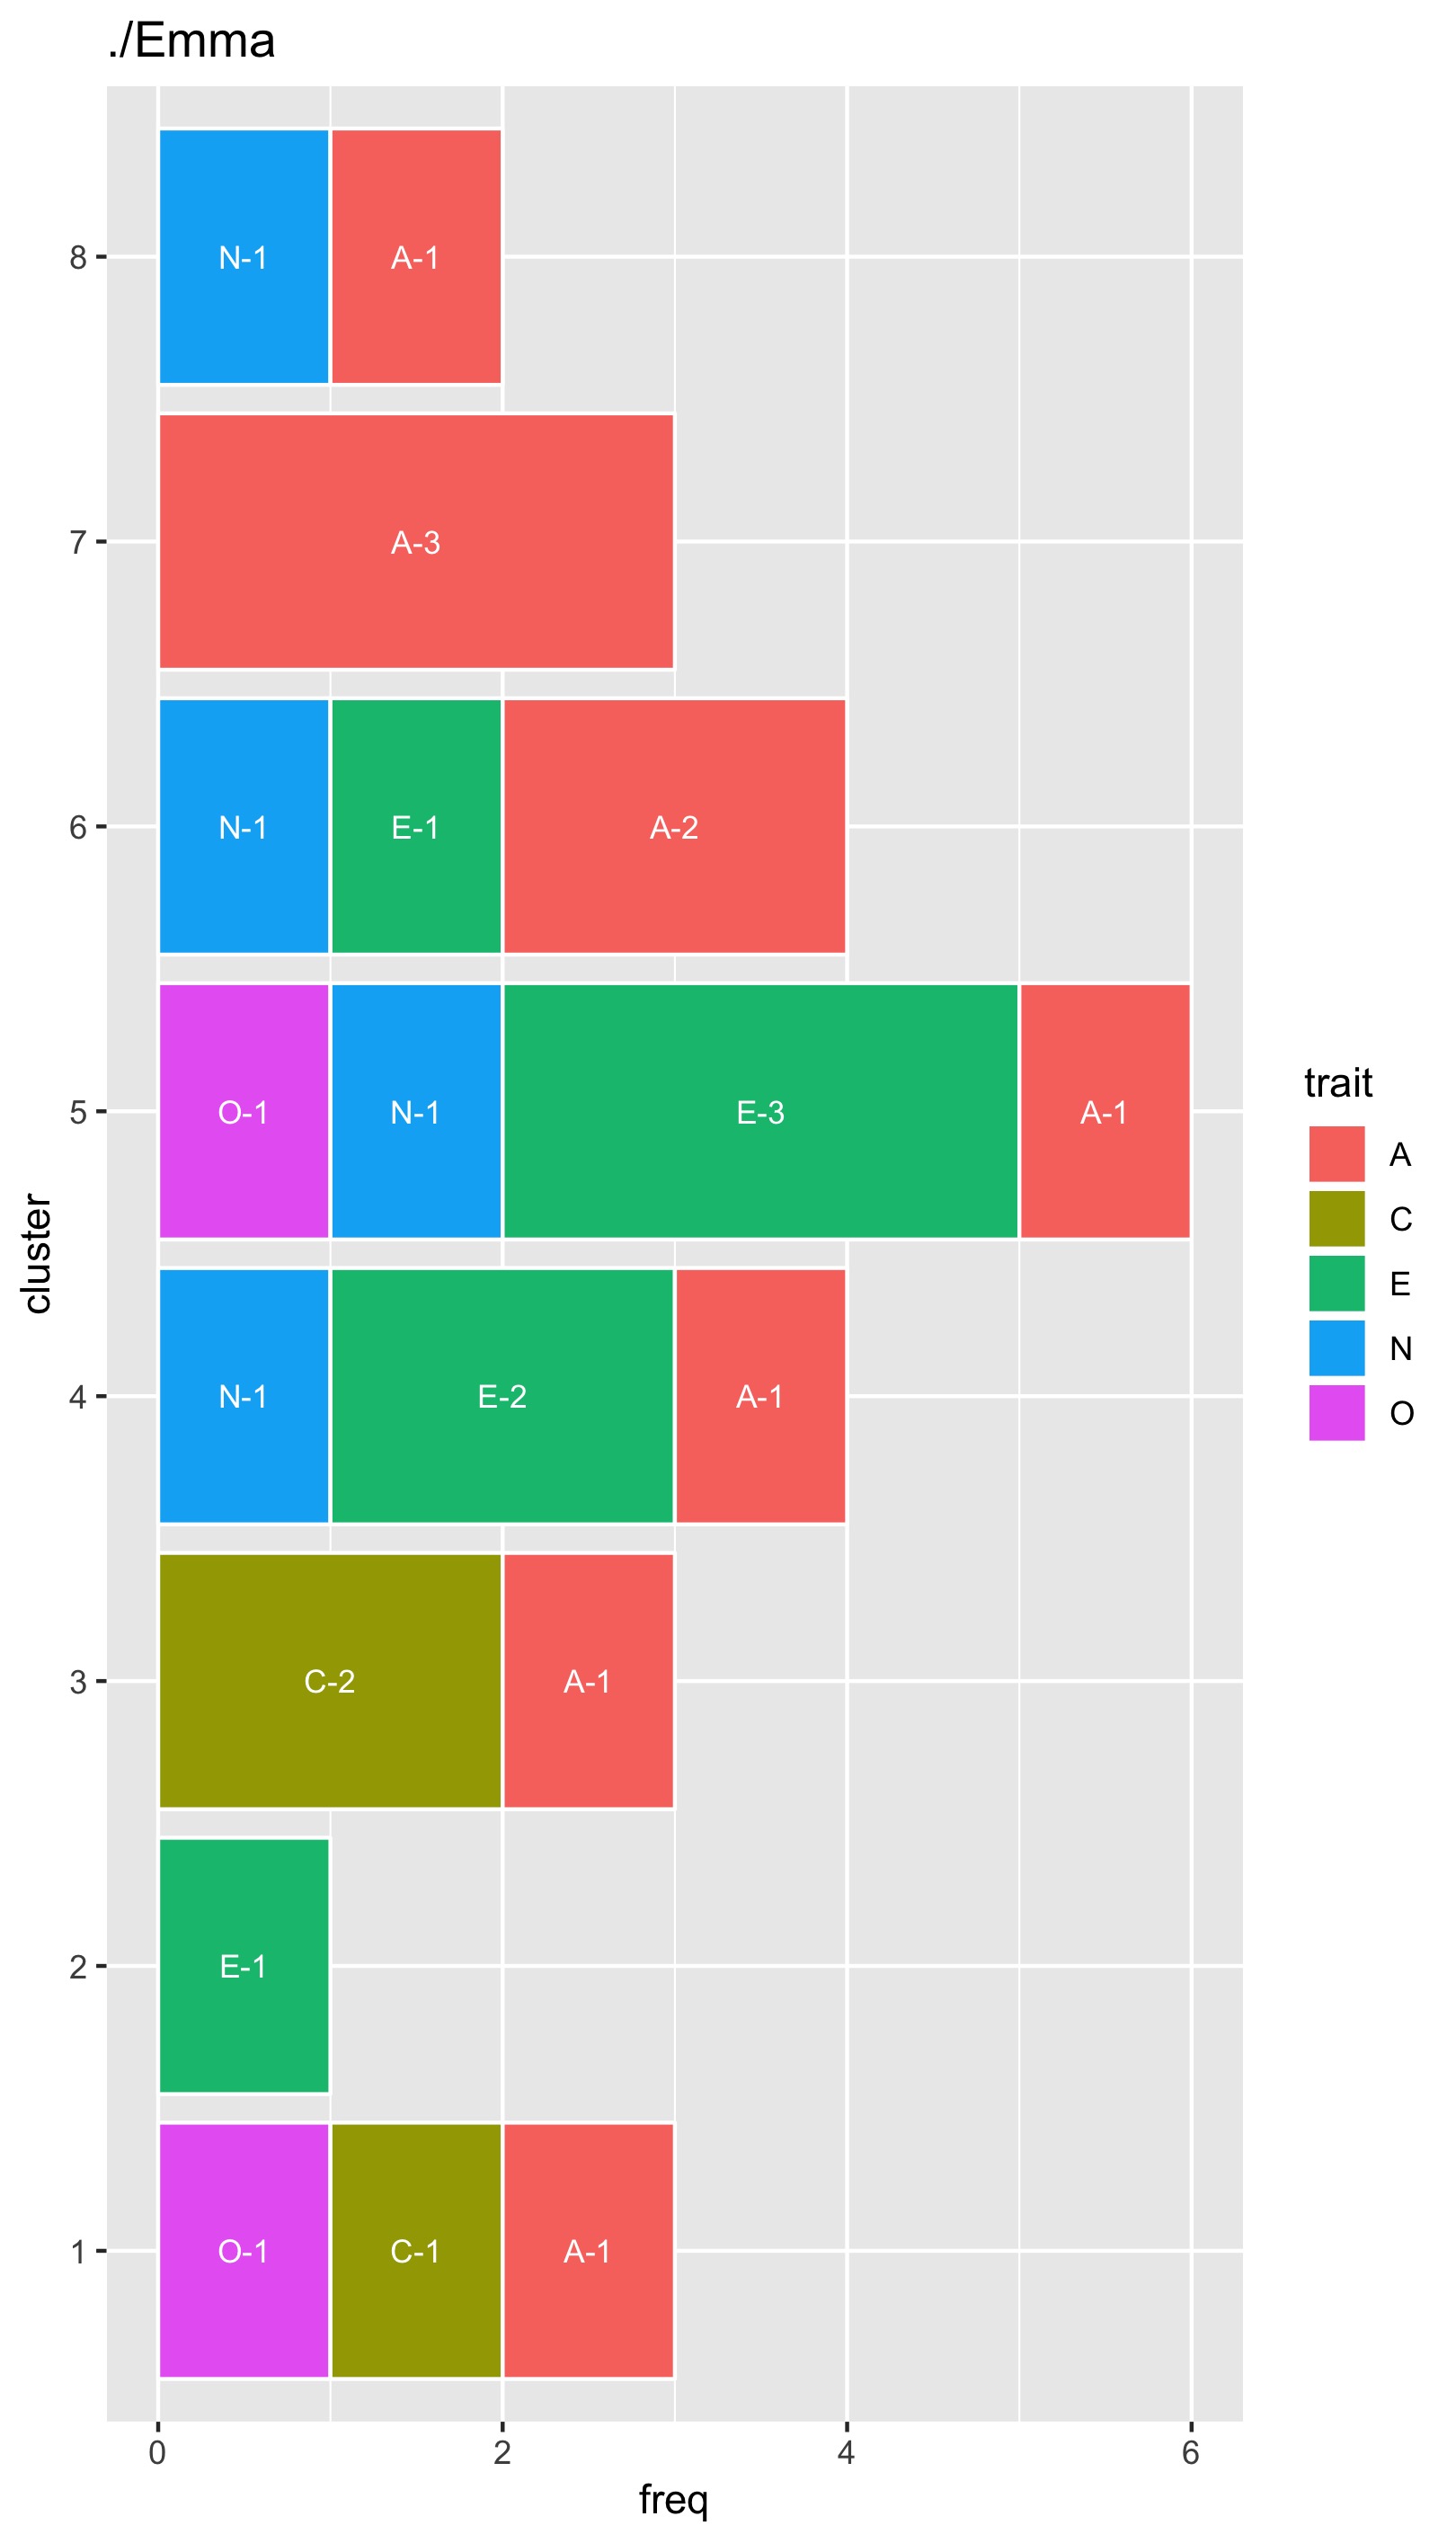 ./Emma
8
N-1 A-1
7
A-3
6
N-1 E-1 A-2
5
O-1 N-1 E-3 A-1
4
N-1 E-2 A-1
3
C-2 A-1
2
E-1
1
O-1 C-1 A-1
0 2 4 6
freq
cluster
trait
A
C
E
N
O